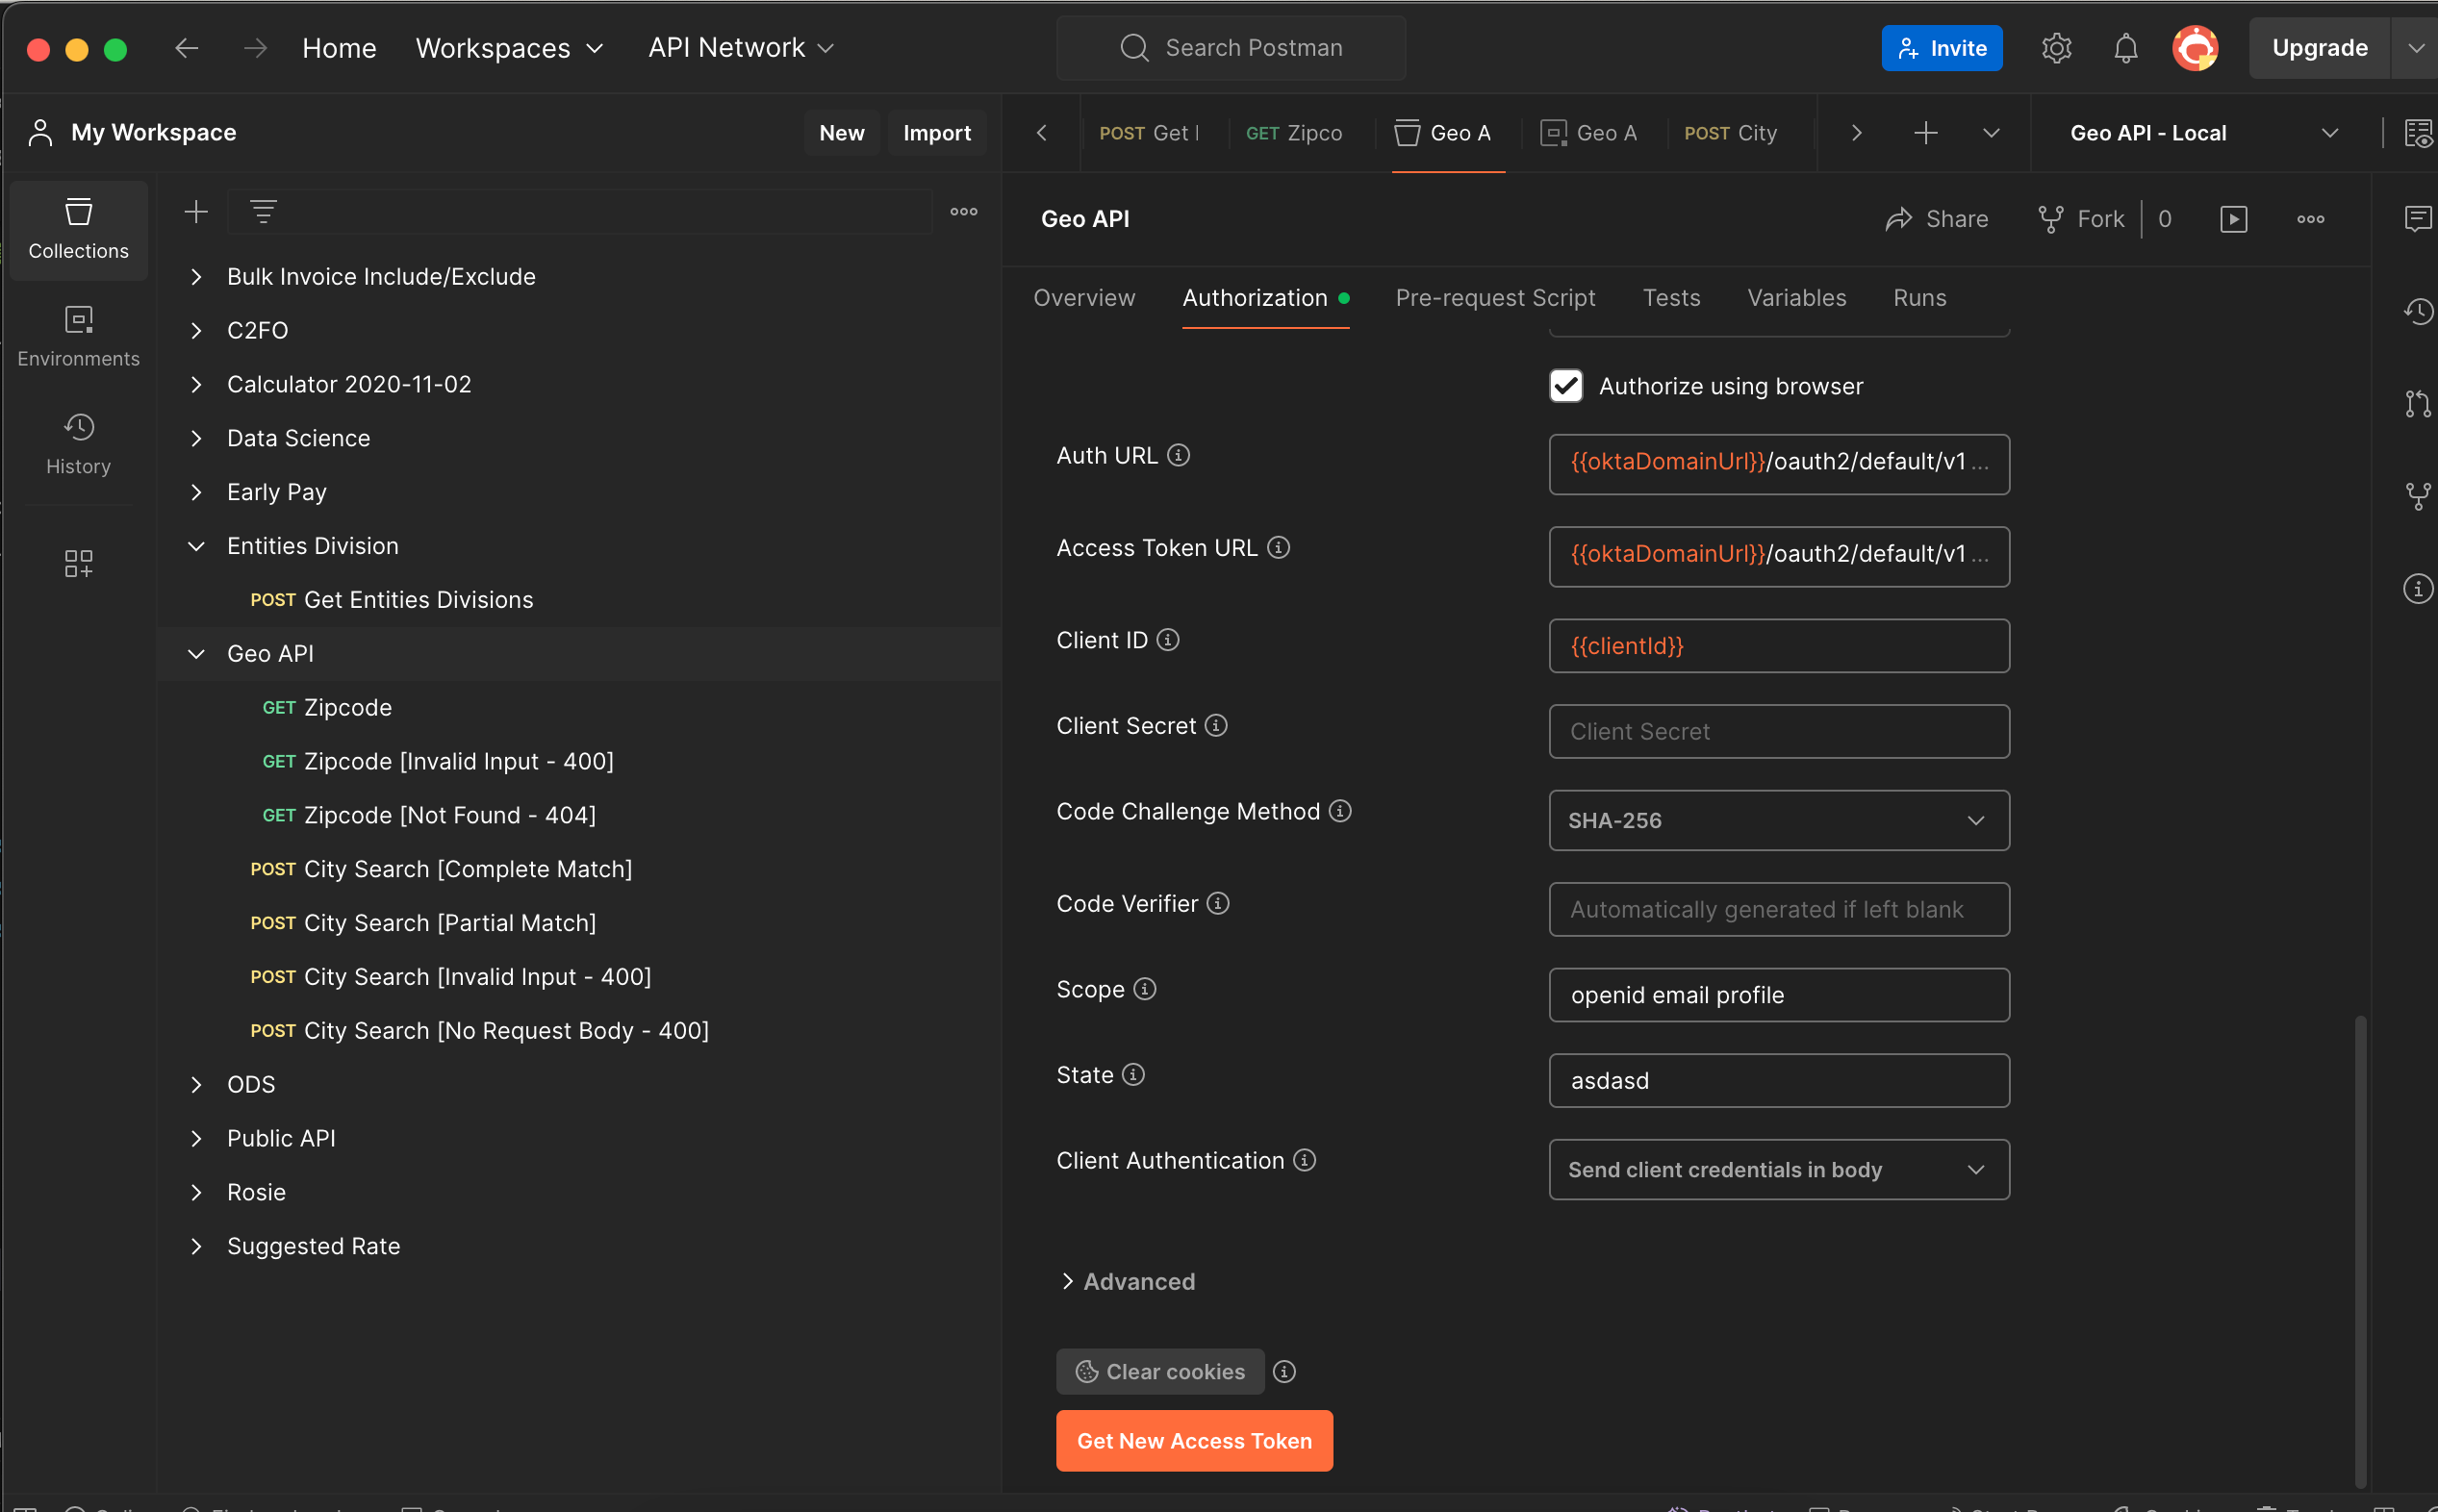 Home Workspaces API Network Search Postman Invite Upgrade
My Workspace New Import POST Get GET Zipco Geo A Geo A POST City Geo API - Local
Collections
Environments
History
Bulk Invoice Include/Exclude
C2FO
Calculator 2020-11-02
Data Science
Early Pay
Entities Division
POST Get Entities Divisions
Geo API
GET Zipcode
GET Zipcode [Invalid Input - 400]
GET Zipcode [Not Found - 404]
POST City Search [Complete Match]
POST City Search [Partial Match]
POST City Search [Invalid Input - 400]
POST City Search [No Request Body - 400]
ODS
Public API
Rosie
Suggested Rate
Geo API Share Fork 0
Overview Authorization Pre-request Script Tests Variables Runs
Authorize using browser
Auth URL {{oktaDomainUrl}}/oauth2/default/v1...
Access Token URL {{oktaDomainUrl}}/oauth2/default/v1...
Client ID {{clientId}}
Client Secret Client Secret
Code Challenge Method SHA-256
Code Verifier Automatically generated if left blank
Scope openid email profile
State asdasd
Client Authentication Send client credentials in body
Advanced
Clear cookies
Get New Access Token